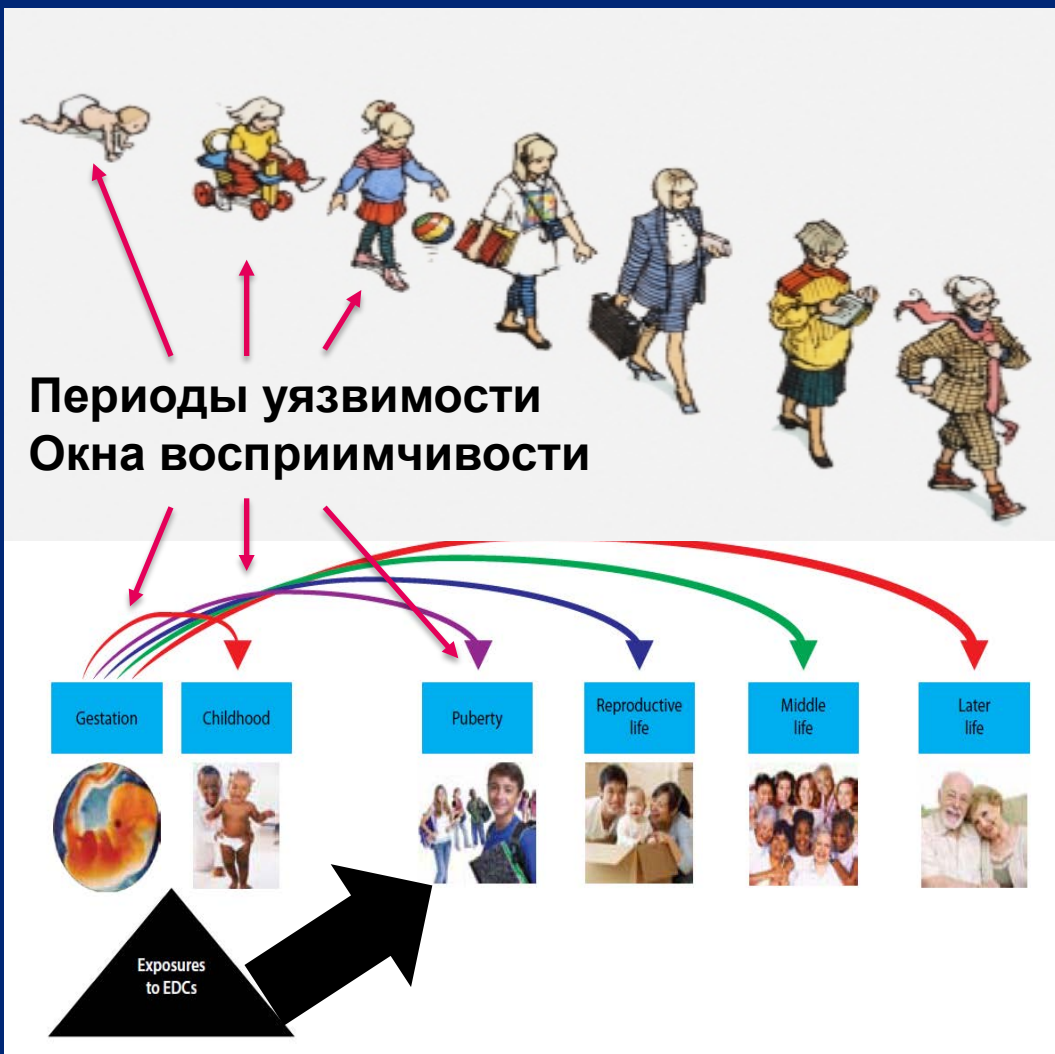 Периоды уязвимости
Окна восприимчивости
Gestation
Childhood
Puberty
Reproductive
life
Middle
life
Later
life
Exposures
to EDCs